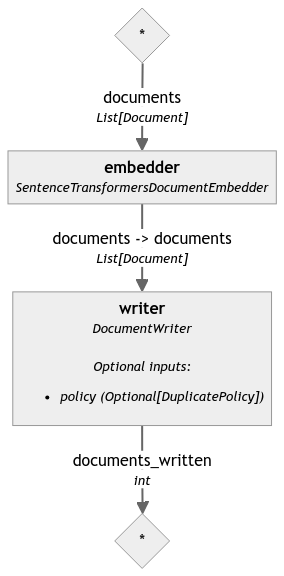 *
documents
List[Document]
embedder
SentenceTransformersDocumentEmbedder
documents -> documents
List[Document]
writer
DocumentWriter
Optional inputs:
• policy (Optional[DuplicatePolicy])
documents_written
int
*